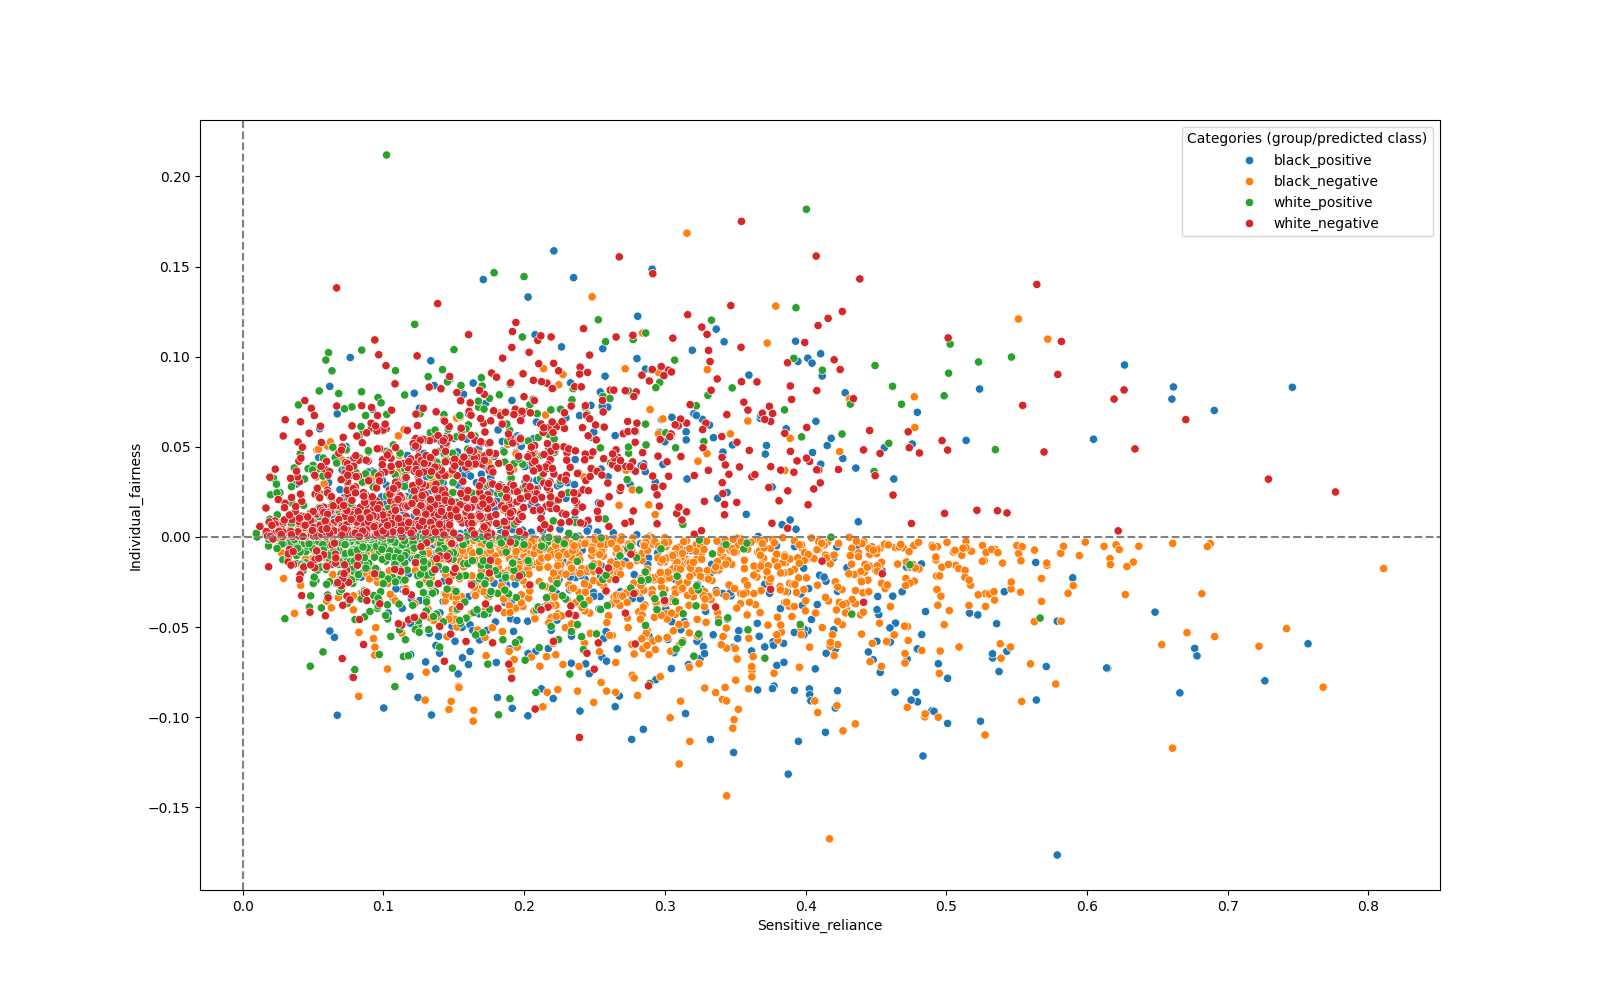 Categories (group/predicted class)
black_positive
black_negative
white_positive
white_negative
0.20
0.15
0.10
0.05
0.00
−0.05
−0.10
−0.15
Individual_fairness
0.0 0.1 0.2 0.3 0.4 0.5 0.6 0.7 0.8
Sensitive_reliance